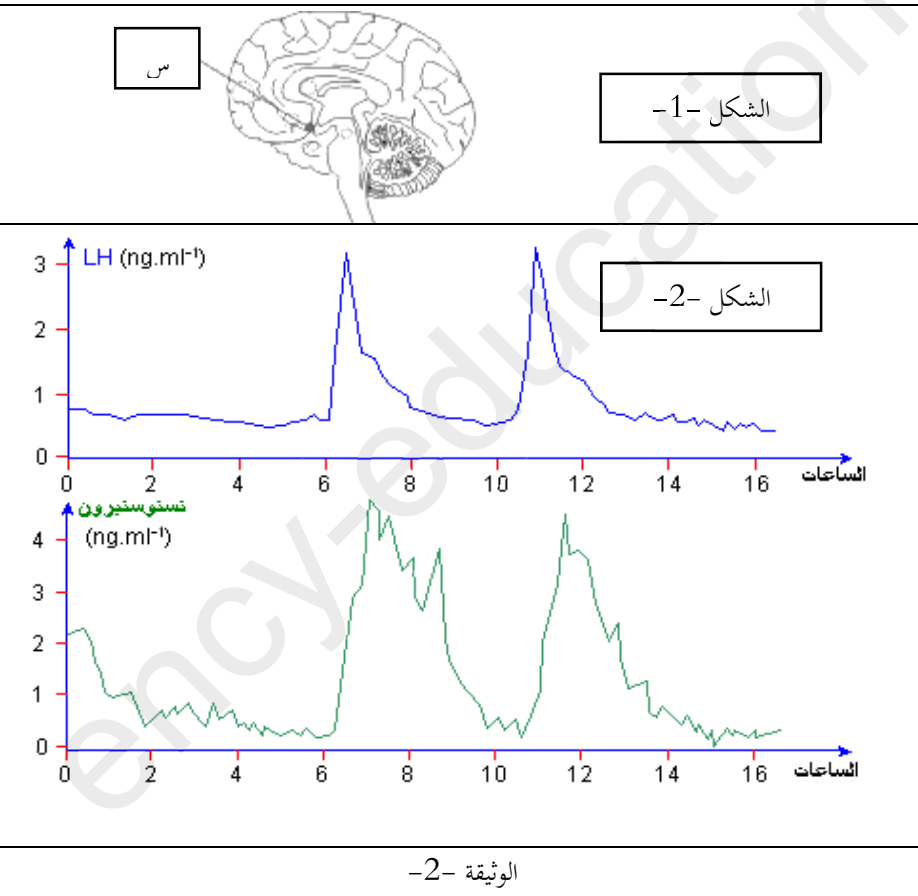 س
الشكل -1-
الشكل -2-
LH (ng.ml⁻¹)
3
2
1
0
0 2 4 6 8 10 12 14 16
الساعات
تستوستيرون
(ng.ml⁻¹)
4
3
2
1
0
0 2 4 6 8 10 12 14 16
الساعات
الوثيقة -2-
ency-education